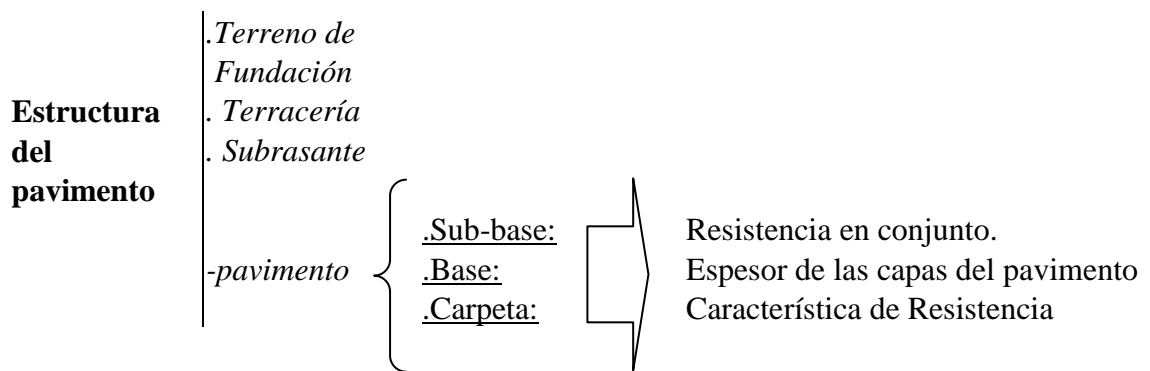 Estructura
del
pavimento
.Terreno de
Fundación
. Terracería
. Subrasante
-pavimento
.Sub-base:
.Base:
.Carpeta:
Resistencia en conjunto.
Espesor de las capas del pavimento
Característica de Resistencia